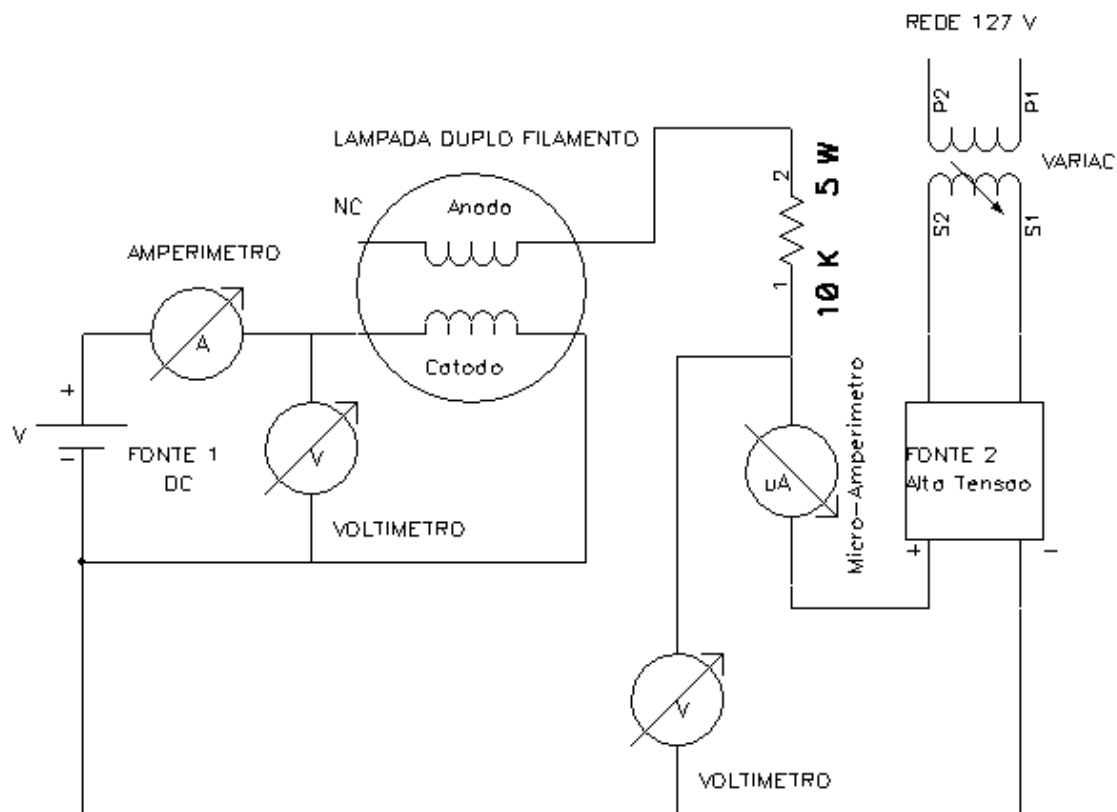 REDE 127 V
P2
P1
LAMPADA DUPLO FILAMENTO
VARIAC
NC
Anodo
2
10 K 5 W
S2
S1
AMPERIMETRO
1
A
Catodo
+
V
-
FONTE 1
DC
V
VOLTIMETRO
uA
Micro-Amperimetro
FONTE 2
Alta Tensao
+
-
V
VOLTIMETRO